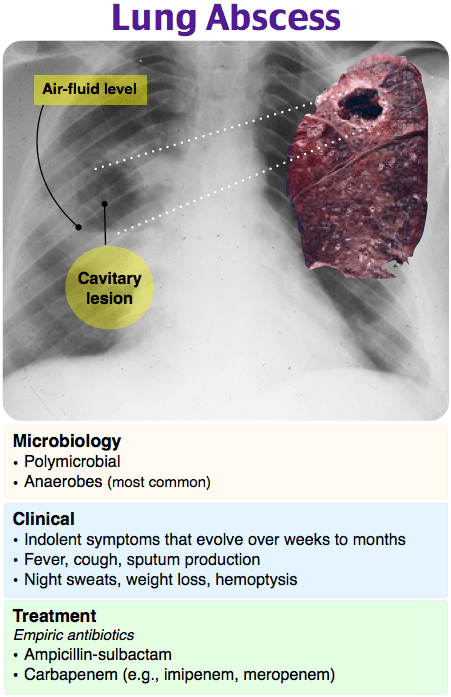 Lung Abscess
Air-fluid level
Cavitary
lesion
Microbiology
• Polymicrobial
• Anaerobes (most common)
Clinical
• Indolent symptoms that evolve over weeks to months
• Fever, cough, sputum production
• Night sweats, weight loss, hemoptysis
Treatment
Empiric antibiotics
• Ampicillin-sulbactam
• Carbapenem (e.g., imipenem, meropenem)